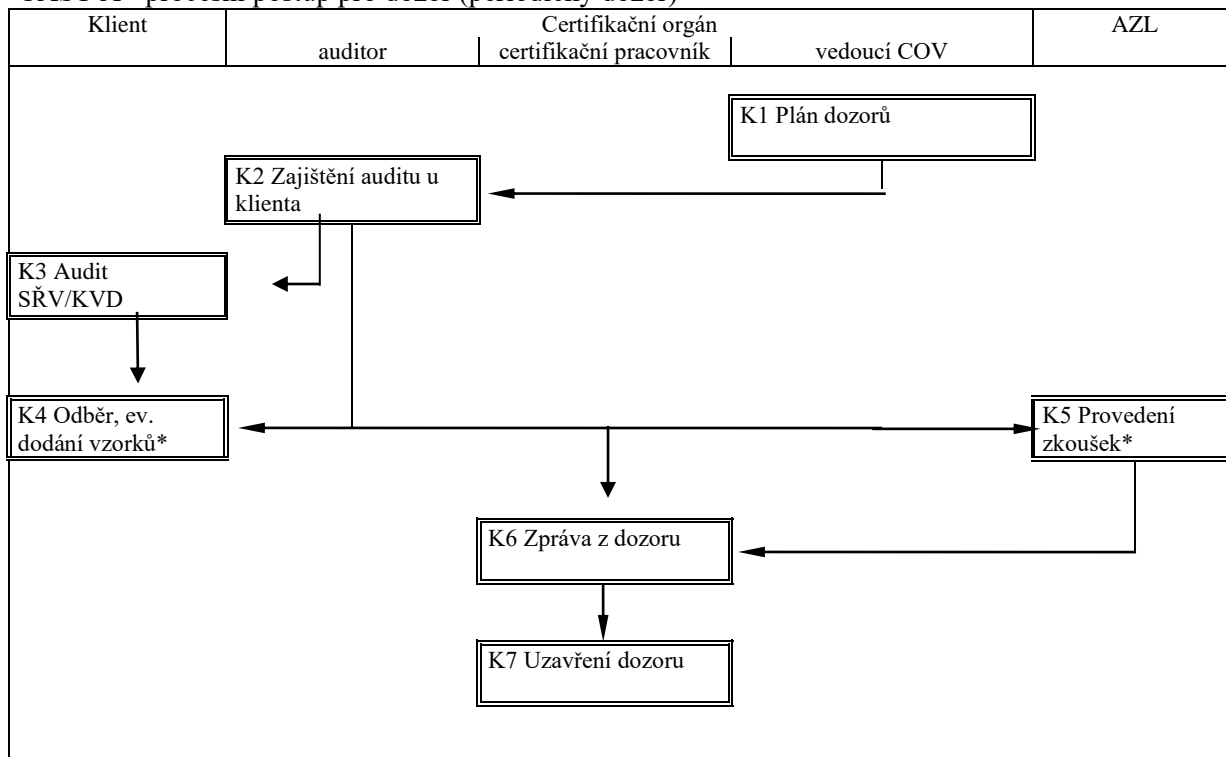 Klient
Certifikační orgán
AZL
auditor
certifikační pracovník
vedoucí COV
K1 Plán dozorů
K2 Zajištění auditu u
klienta
K3 Audit
SŘV/KVD
K4 Odběr, ev.
dodání vzorků*
K5 Provedení
zkoušek*
K6 Zpráva z dozoru
K7 Uzavření dozoru